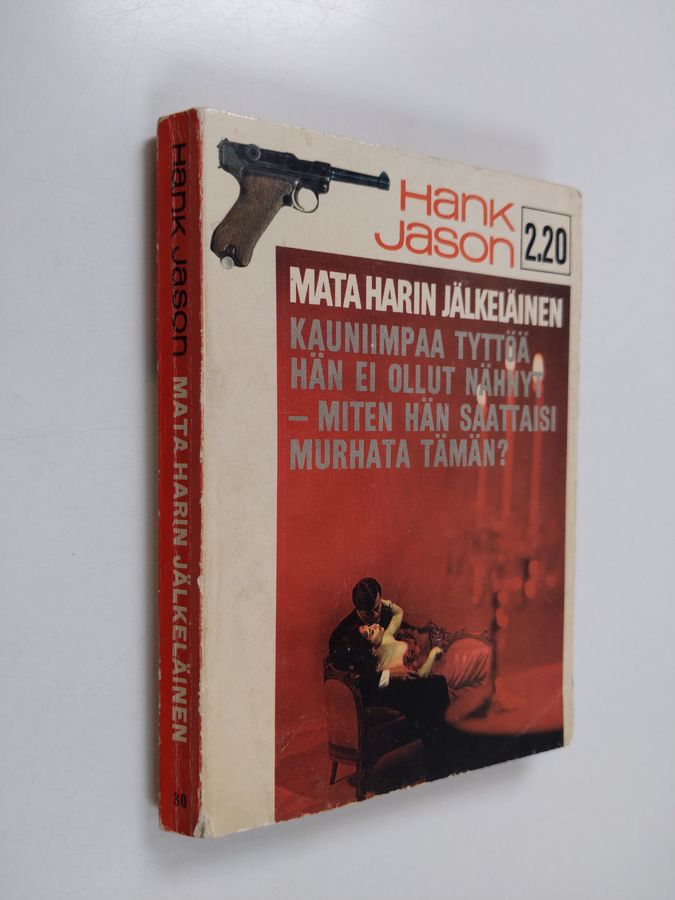 Hank Jason MATA HARIN JÄLKELÄINEN
30
Hank
Jason
2.20
MATA HARIN JÄLKELÄINEN
KAUNIIMPAA TYTTÖÄ
HÄN EI OLLUT NÄHNYT
– MITEN HÄN SAATTAISI
MURHATA TÄMÄN?